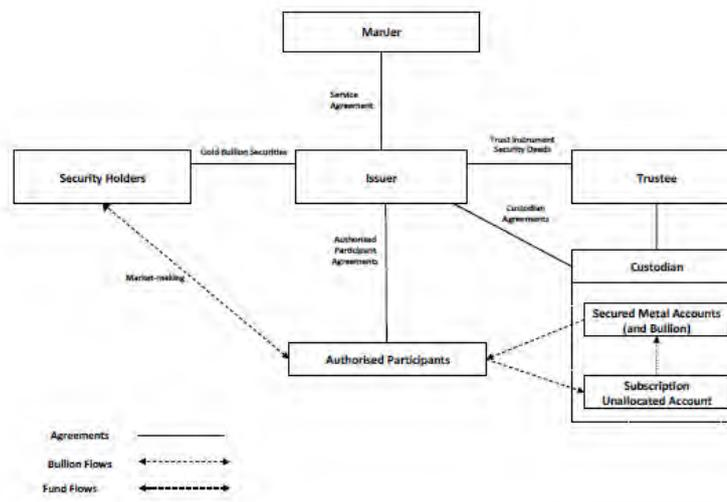 ManJer
Service
Agreement
Gold Bullion Securities
Trust Instrument
Security Deeds
Security Holders
Issuer
Trustee
Custodian
Agreements
Authorised
Participant
Agreements
Custodian
Market-making
Secured Metal Accounts
(and Bullion)
Authorised Participants
Subscription
Unallocated Account
Agreements
Bullion Flows
Fund Flows